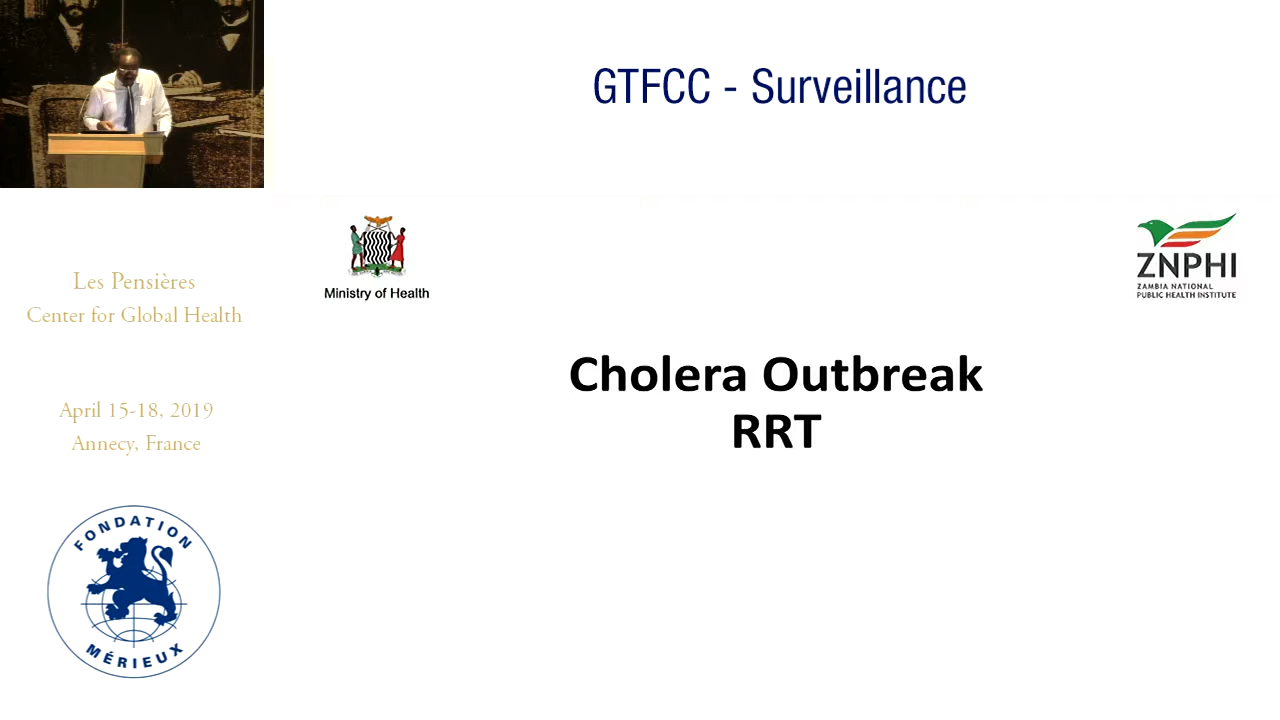 GTFCC - Surveillance
Ministry of Health
ZNPHI
ZAMBIA NATIONAL
PUBLIC HEALTH INSTITUTE
Les Pensières
Center for Global Health
Cholera Outbreak
RRT
April 15-18, 2019
Annecy, France
FONDATION
MÉRIEUX